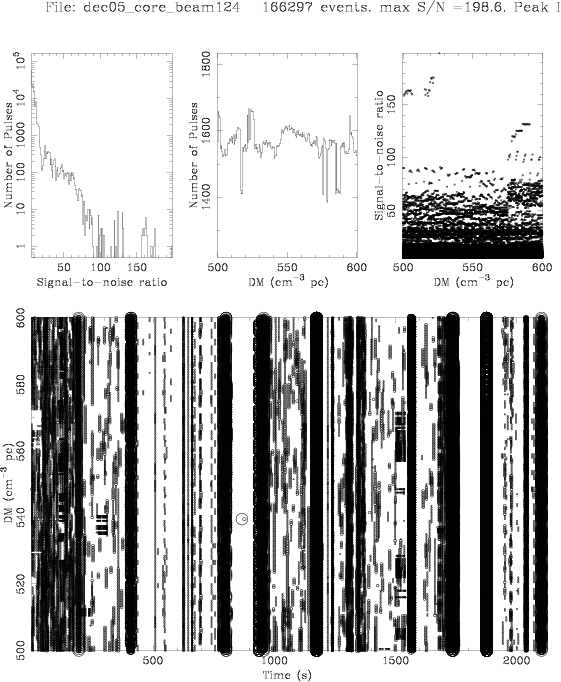 File: dec05_core_beam124 166297 events. max S/N =198.6. Peak I
Number of Pulses
10⁵
10⁴
1000
100
10
1
50 100 150
Signal-to-noise ratio
Number of Pulses
1800
1600
1400
500 550 600
DM (cm⁻³ pc)
Signal-to-noise ratio
150
100
50
500 550 600
DM (cm⁻³ pc)
DM (cm⁻³ pc)
600
580
560
540
520
500
500 1000 1500 2000
Time (s)